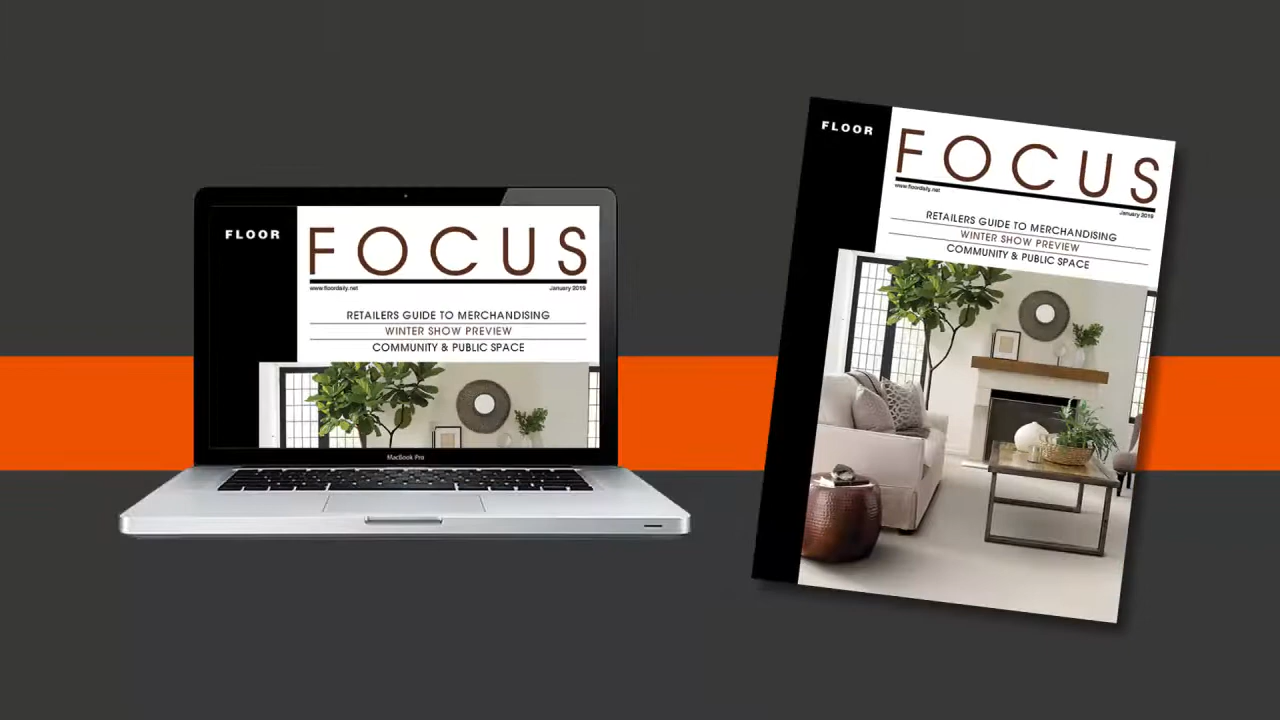 FLOOR
FOCUS
www.floordaily.net
January 2019
RETAILERS GUIDE TO MERCHANDISING
WINTER SHOW PREVIEW
COMMUNITY & PUBLIC SPACE
MacBook Pro
FLOOR
FOCUS
www.floordaily.net
January 2019
RETAILERS GUIDE TO MERCHANDISING
WINTER SHOW PREVIEW
COMMUNITY & PUBLIC SPACE